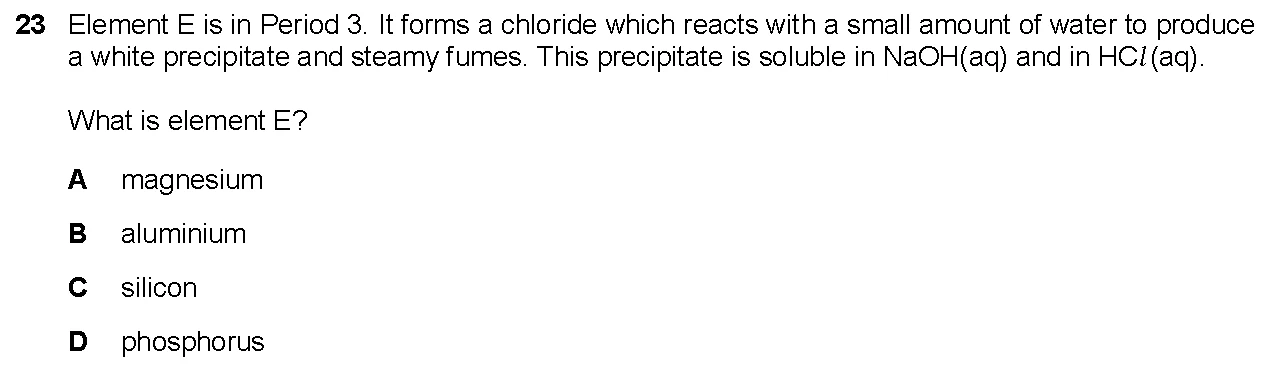 23 Element E is in Period 3. It forms a chloride which reacts with a small amount of water to produce
a white precipitate and steamy fumes. This precipitate is soluble in NaOH(aq) and in HCl(aq).
What is element E?
A magnesium
B aluminium
C silicon
D phosphorus